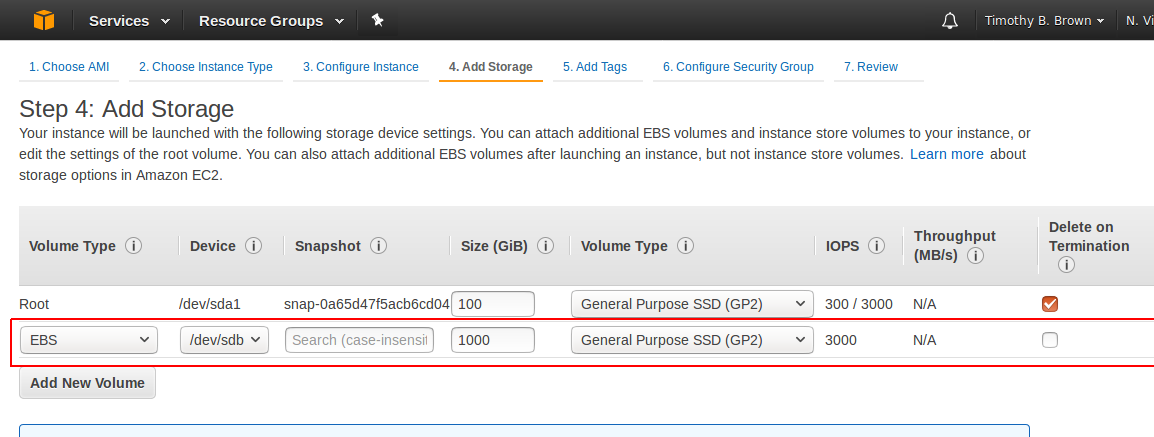 Services Resource Groups Timothy B. Brown N. Vi
1. Choose AMI 2. Choose Instance Type 3. Configure Instance 4. Add Storage 5. Add Tags 6. Configure Security Group 7. Review
Step 4: Add Storage
Your instance will be launched with the following storage device settings. You can attach additional EBS volumes and instance store volumes to your instance, or
edit the settings of the root volume. You can also attach additional EBS volumes after launching an instance, but not instance store volumes. Learn more about
storage options in Amazon EC2.
Volume Type Device Snapshot Size (GiB) Volume Type IOPS Throughput (MB/s) Delete on Termination
Root /dev/sda1 snap-0a65d47f5acb6cd04 100 General Purpose SSD (GP2) 300 / 3000 N/A
EBS /dev/sdb Search (case-insensit 1000 General Purpose SSD (GP2) 3000 N/A
Add New Volume